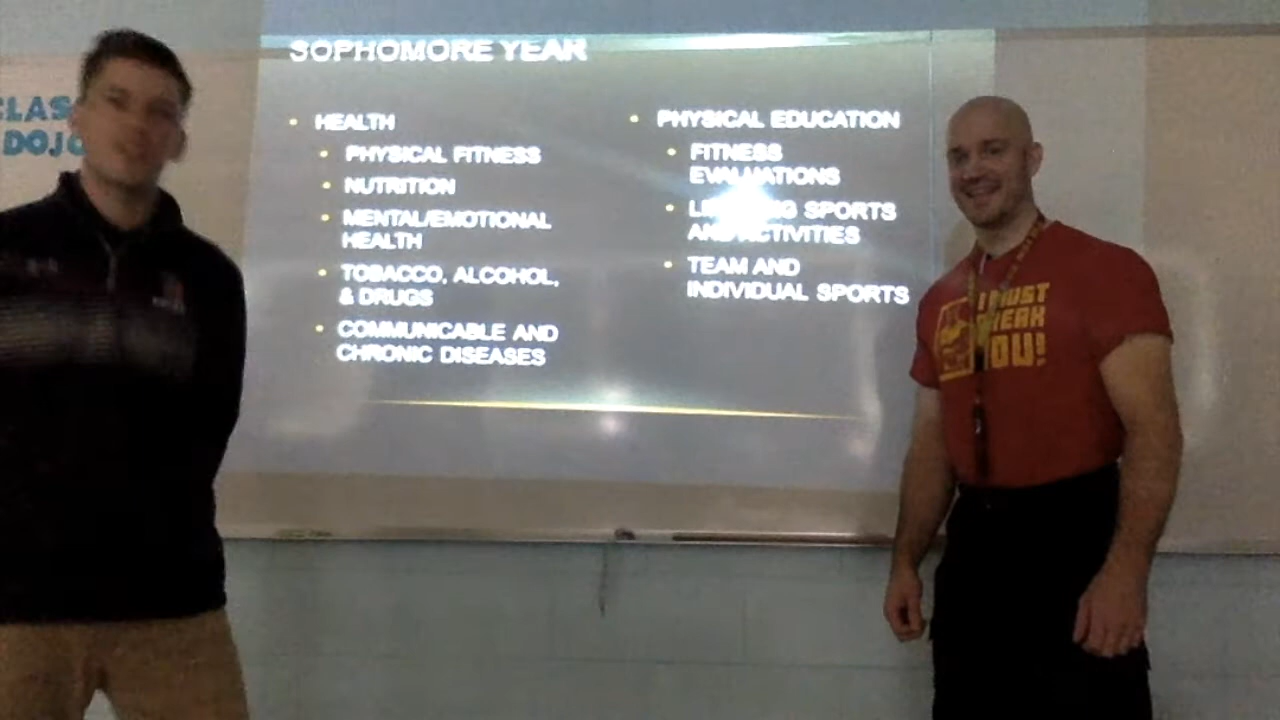 CLASS
DOJO
SOPHOMORE YEAR
HEALTH
PHYSICAL FITNESS
NUTRITION
MENTAL/EMOTIONAL
HEALTH
TOBACCO, ALCOHOL,
& DRUGS
COMMUNICABLE AND
CHRONIC DISEASES
PHYSICAL EDUCATION
FITNESS
EVALUATIONS
SPORTS
ACTIVITIES
TEAM AND
INDIVIDUAL SPORTS
I MUST
BREAK
YOU!